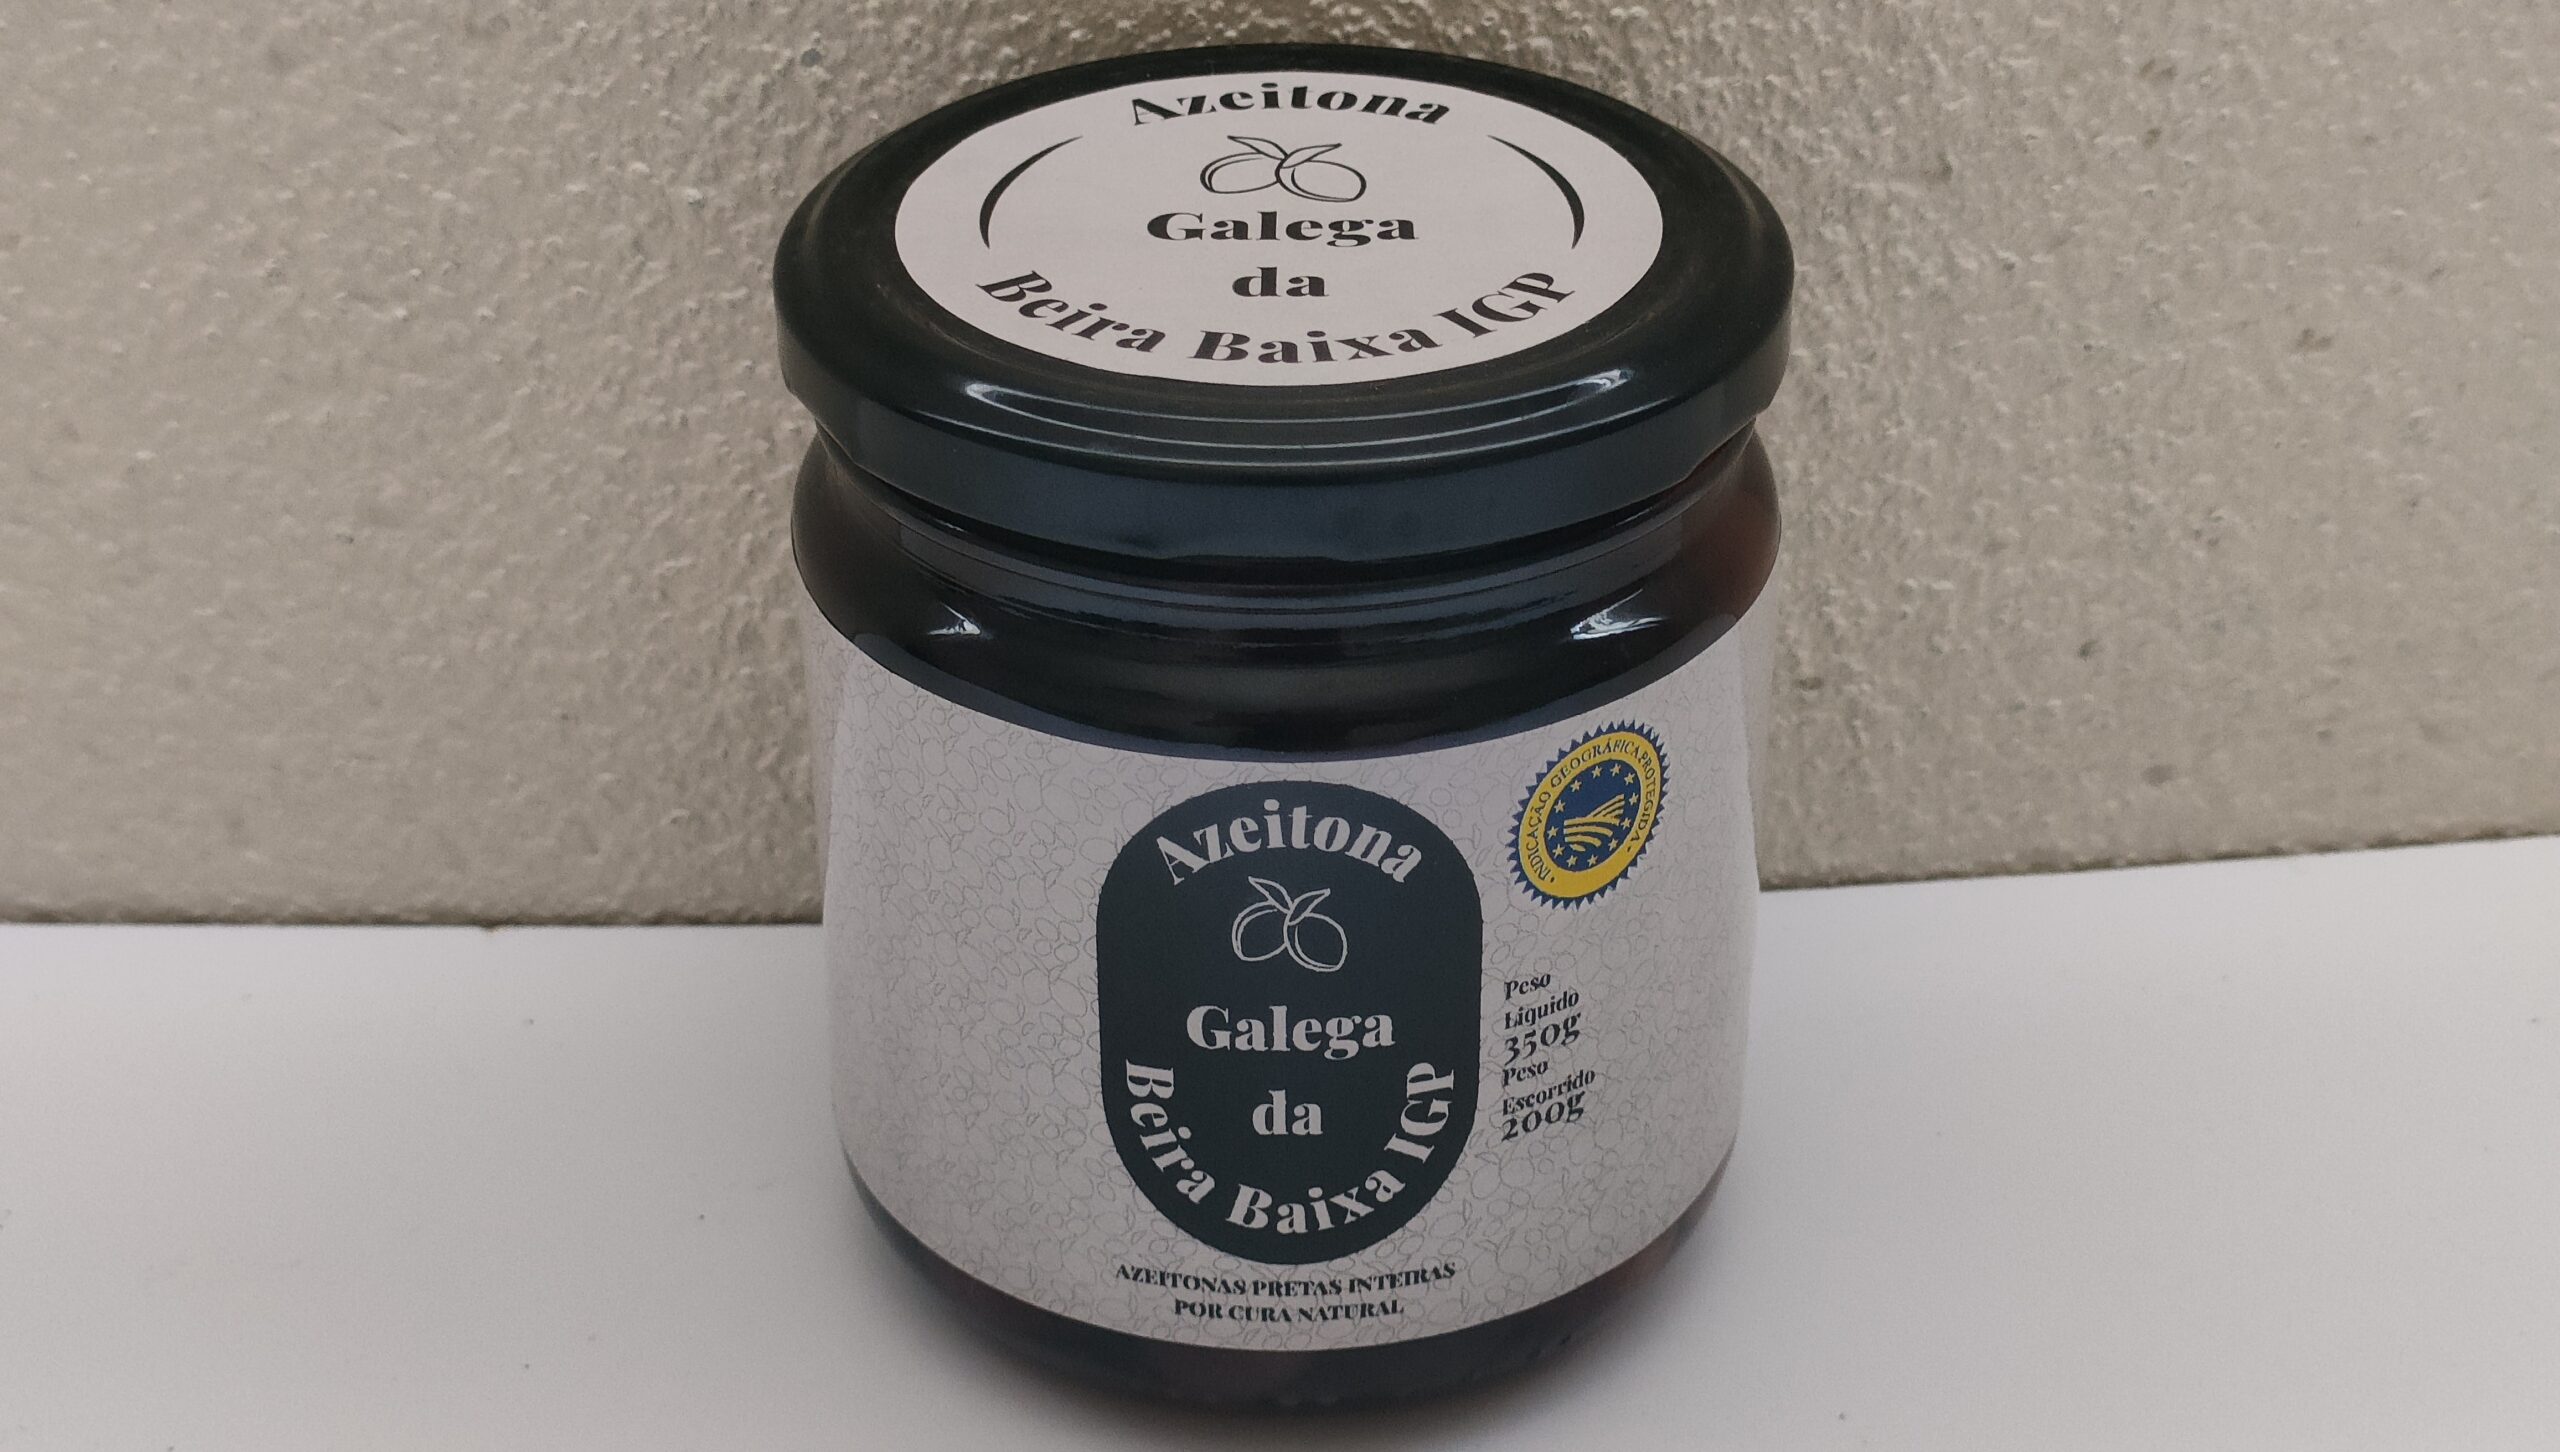 Azeitona
Galega
da
Beira Baixa IGP
Azeitona
Galega
da
Beira Baixa IGP
AZEITONAS PRETAS INTEIRAS
POR CURA NATURAL
INDICAÇÃO GEOGRÁFICA PROTEGIDA
Peso
Líquido
350g
Peso
Escorrido
200g